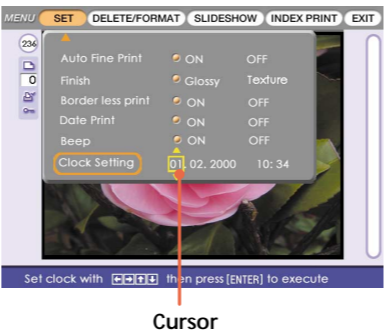 MENU SET DELETE/FORMAT SLIDESHOW INDEX PRINT EXIT
236
0
Auto Fine Print ON OFF
Finish Glossy Texture
Border less print ON OFF
Date Print ON OFF
Beep ON OFF
Clock Setting 01. 02. 2000 10: 34
Set clock with ←→↑↓ then press [ENTER] to execute
Cursor